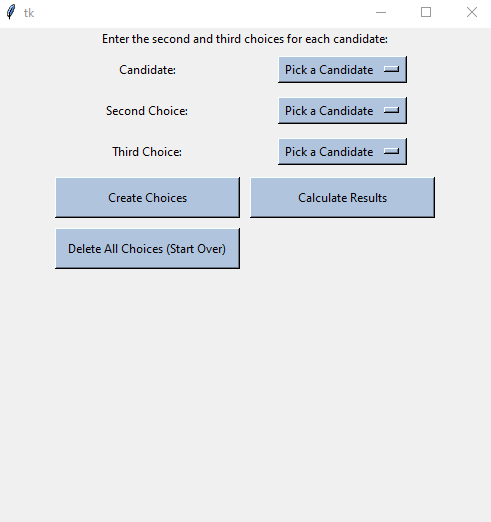 tk
Enter the second and third choices for each candidate:
Candidate: Pick a Candidate
Second Choice: Pick a Candidate
Third Choice: Pick a Candidate
Create Choices Calculate Results
Delete All Choices (Start Over)